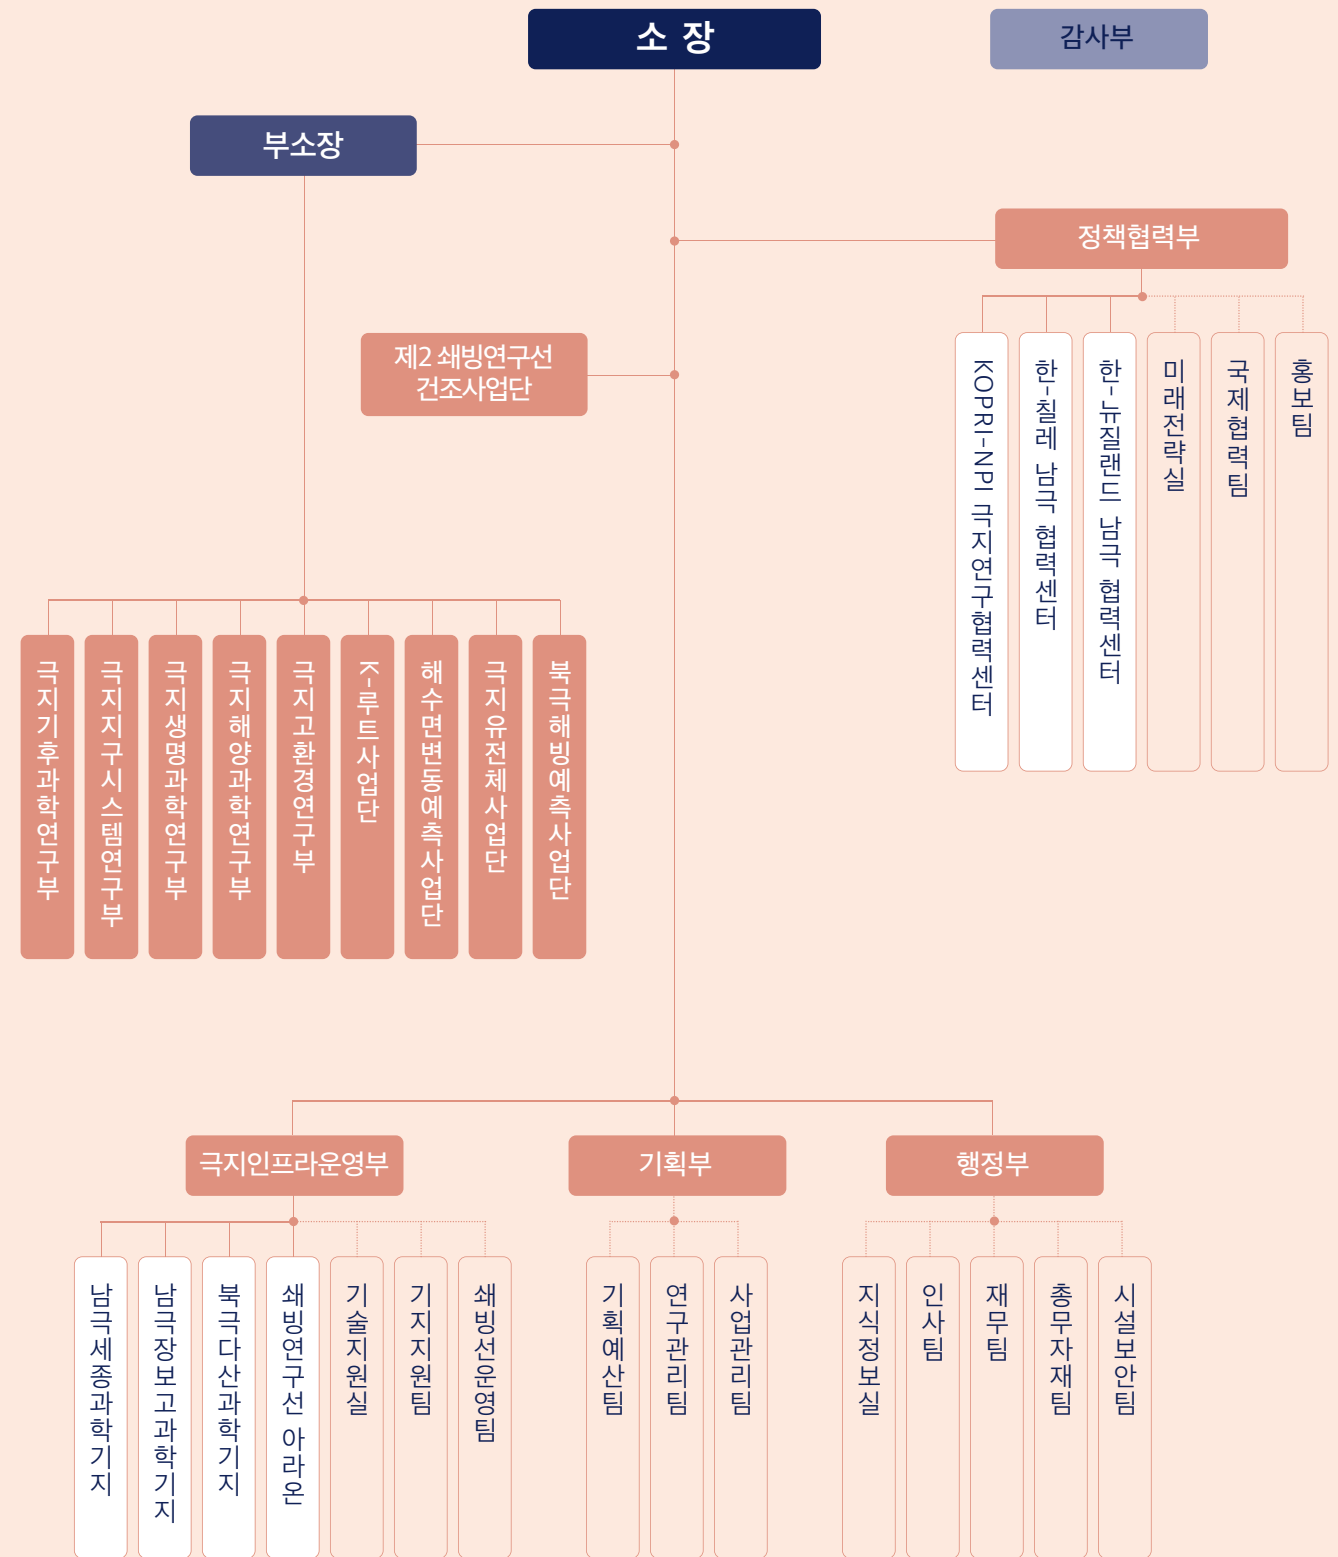 소 장
감사부
부소장
정책협력부
제2 쇄빙연구선
건조사업단
KOPRI-NPI 극지연구협력센터
한-칠레 남극 협력센터
한-뉴질랜드 남극 협력센터
미래전략실
국제협력팀
홍보팀
극지기후과학연구부
극지지구시스템연구부
극지생명과학연구부
극지해양과학연구부
극지고환경연구부
K-루트사업단
해수면변동예측사업단
극지유전체사업단
북극해빙예측사업단
극지인프라운영부
기획부
행정부
남극세종과학기지
남극장보고과학기지
북극다산과학기지
쇄빙연구선 아라온
기술지원실
기지지원팀
쇄빙선운영팀
기획예산팀
연구관리팀
사업관리팀
지식정보실
인사팀
재무팀
총무자재팀
시설보안팀